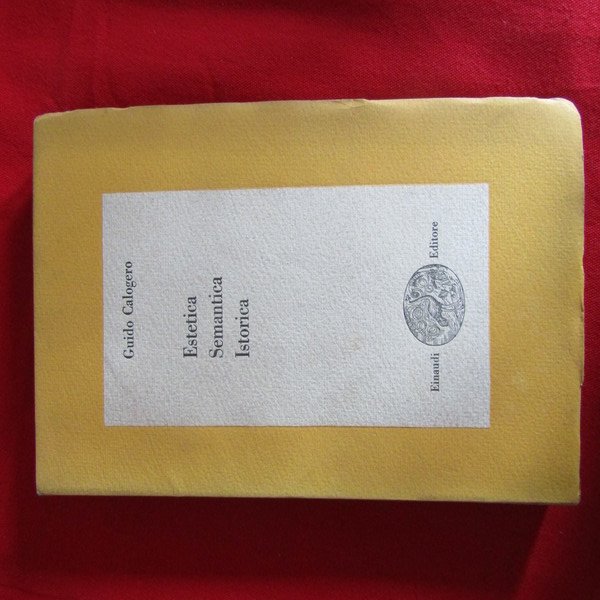 Guido Calogero
Estetica
Semantica
Istorica
Einaudi Editore